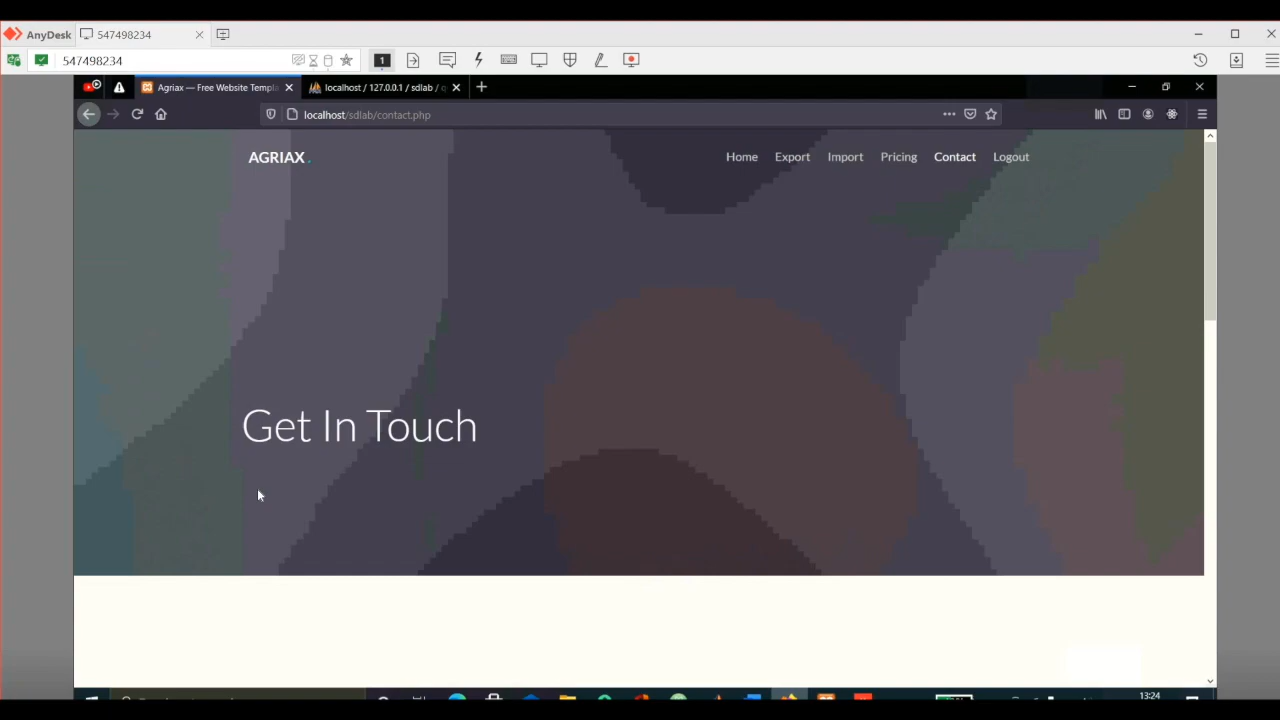 AnyDesk
547498234
547498234
1
Agriax — Free Website Templ
localhost / 127.0.0.1 / sdlab /
localhost/sdlab/contact.php
AGRIAX .
Home Export Import Pricing Contact Logout
Get In Touch
13:24